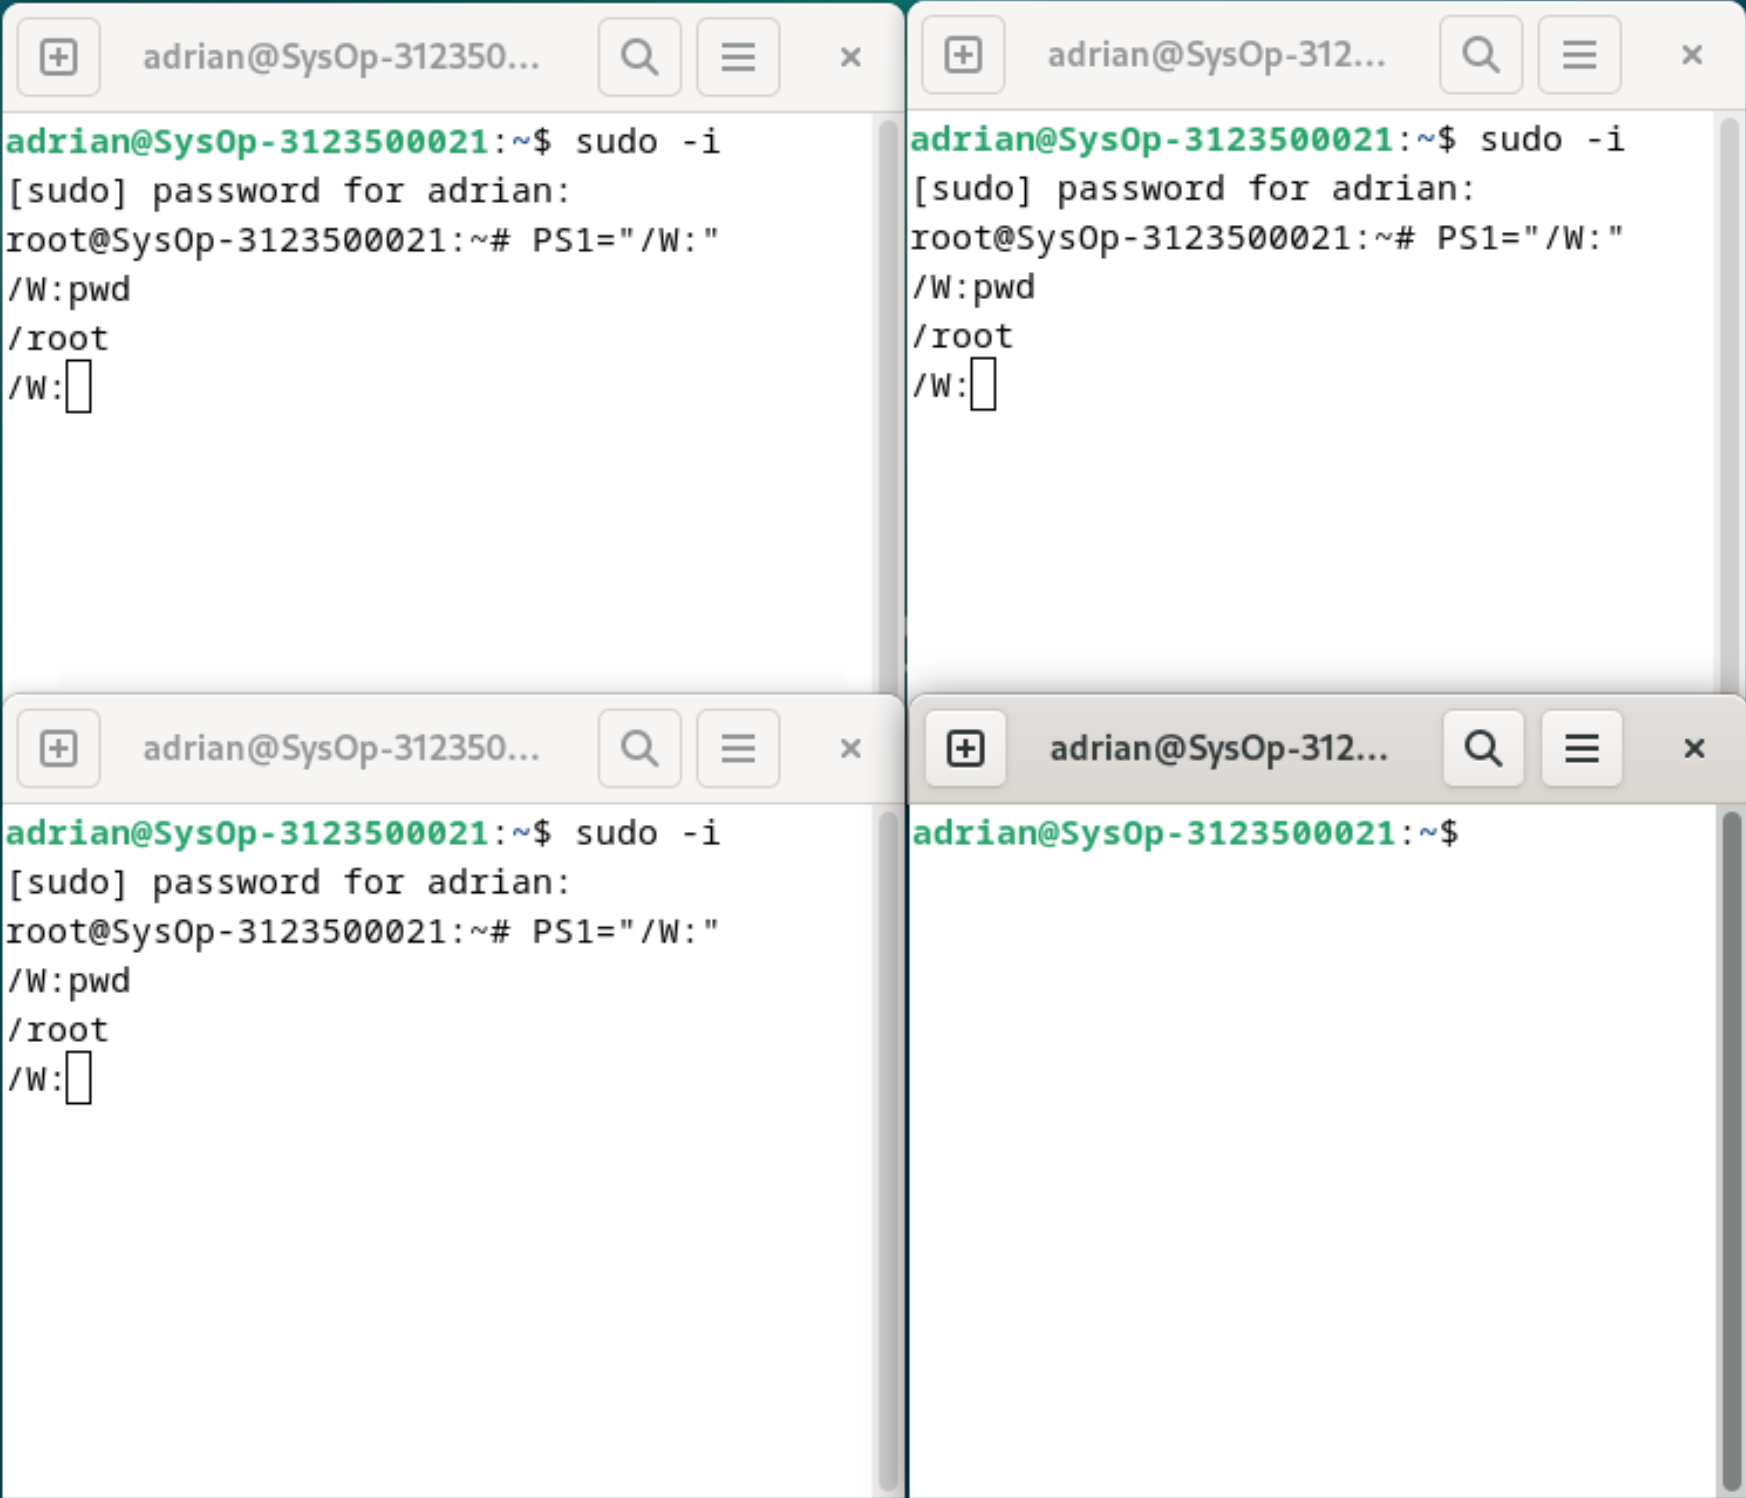 adrian@SysOp-312350...
adrian@SysOp-3123500021:~$ sudo -i
[sudo] password for adrian:
root@SysOp-3123500021:~# PS1="/W:"
/W:pwd
/root
/W:
adrian@SysOp-312...
adrian@SysOp-3123500021:~$ sudo -i
[sudo] password for adrian:
root@SysOp-3123500021:~# PS1="/W:"
/W:pwd
/root
/W:
adrian@SysOp-312350...
adrian@SysOp-3123500021:~$ sudo -i
[sudo] password for adrian:
root@SysOp-3123500021:~# PS1="/W:"
/W:pwd
/root
/W:
adrian@SysOp-312...
adrian@SysOp-3123500021:~$